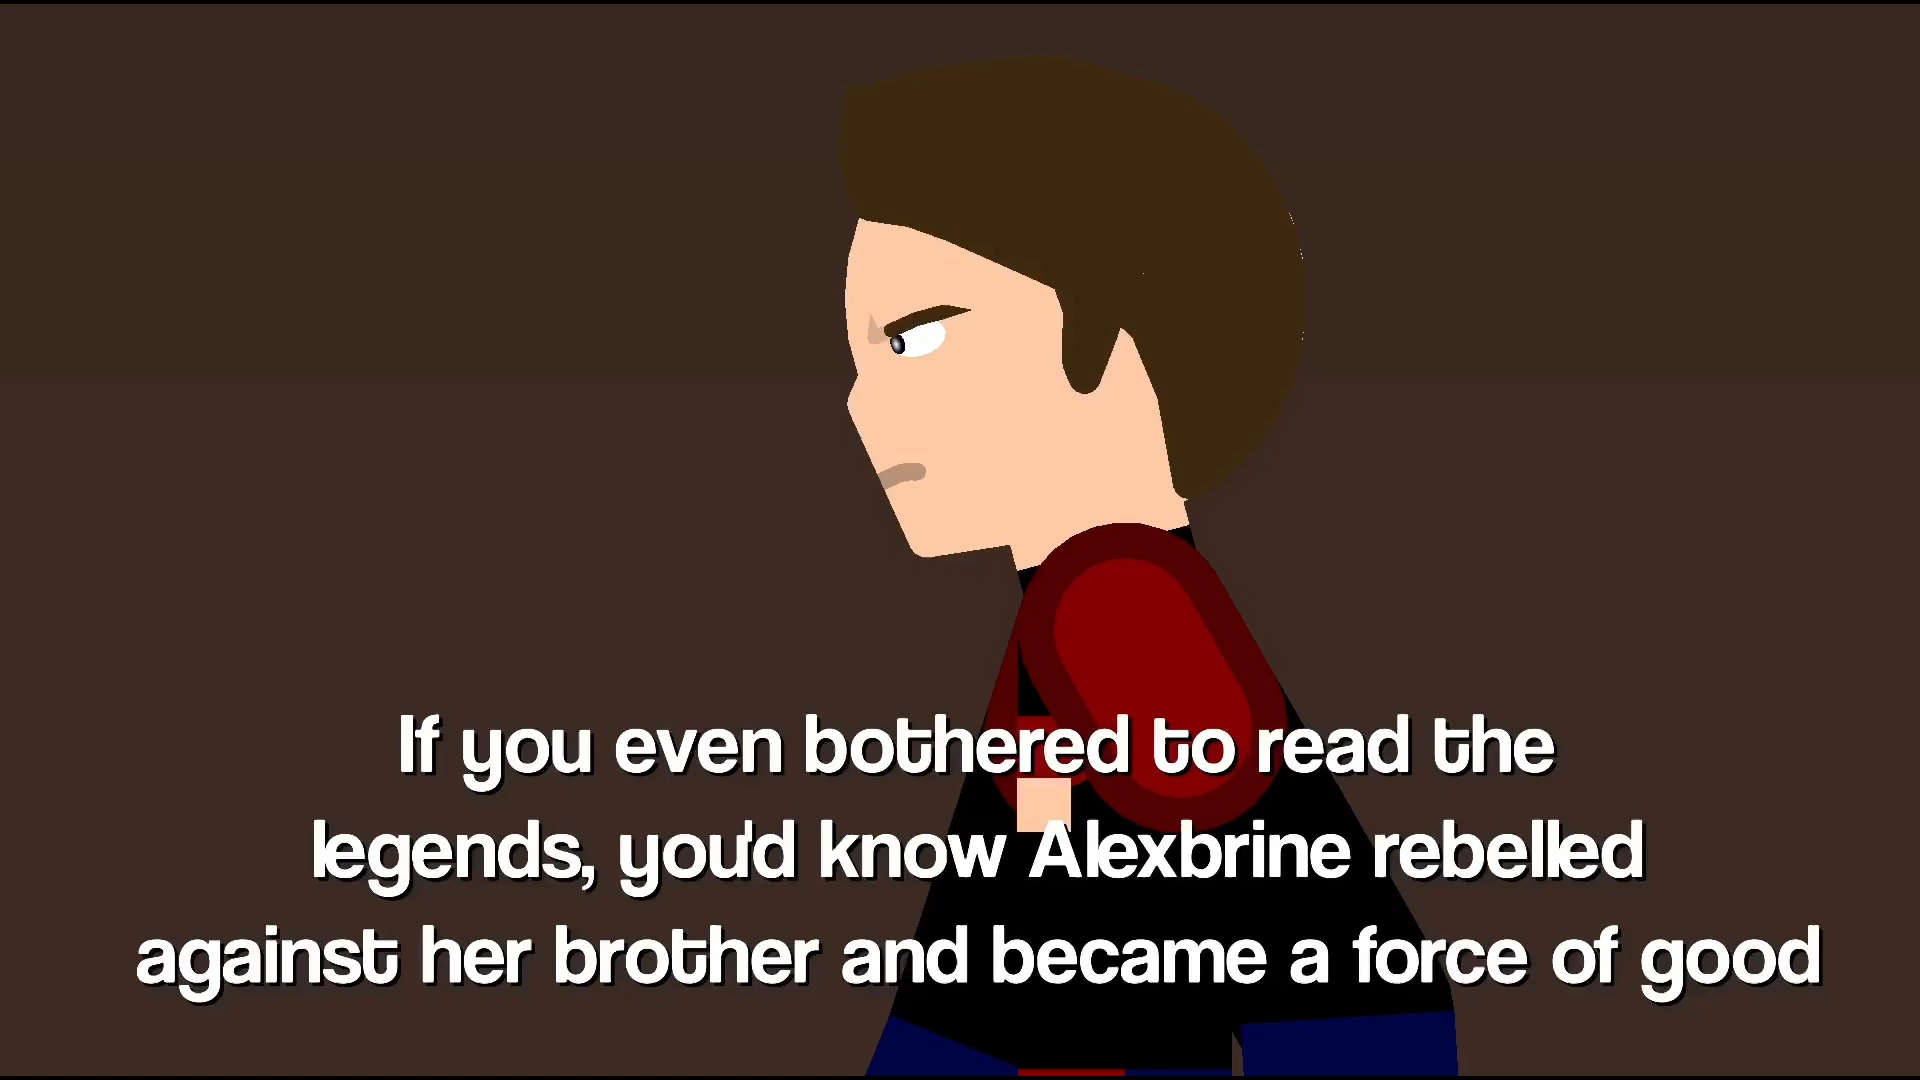 If you even bothered to read the
legends, you'd know Alexbrine rebelled
against her brother and became a force of good